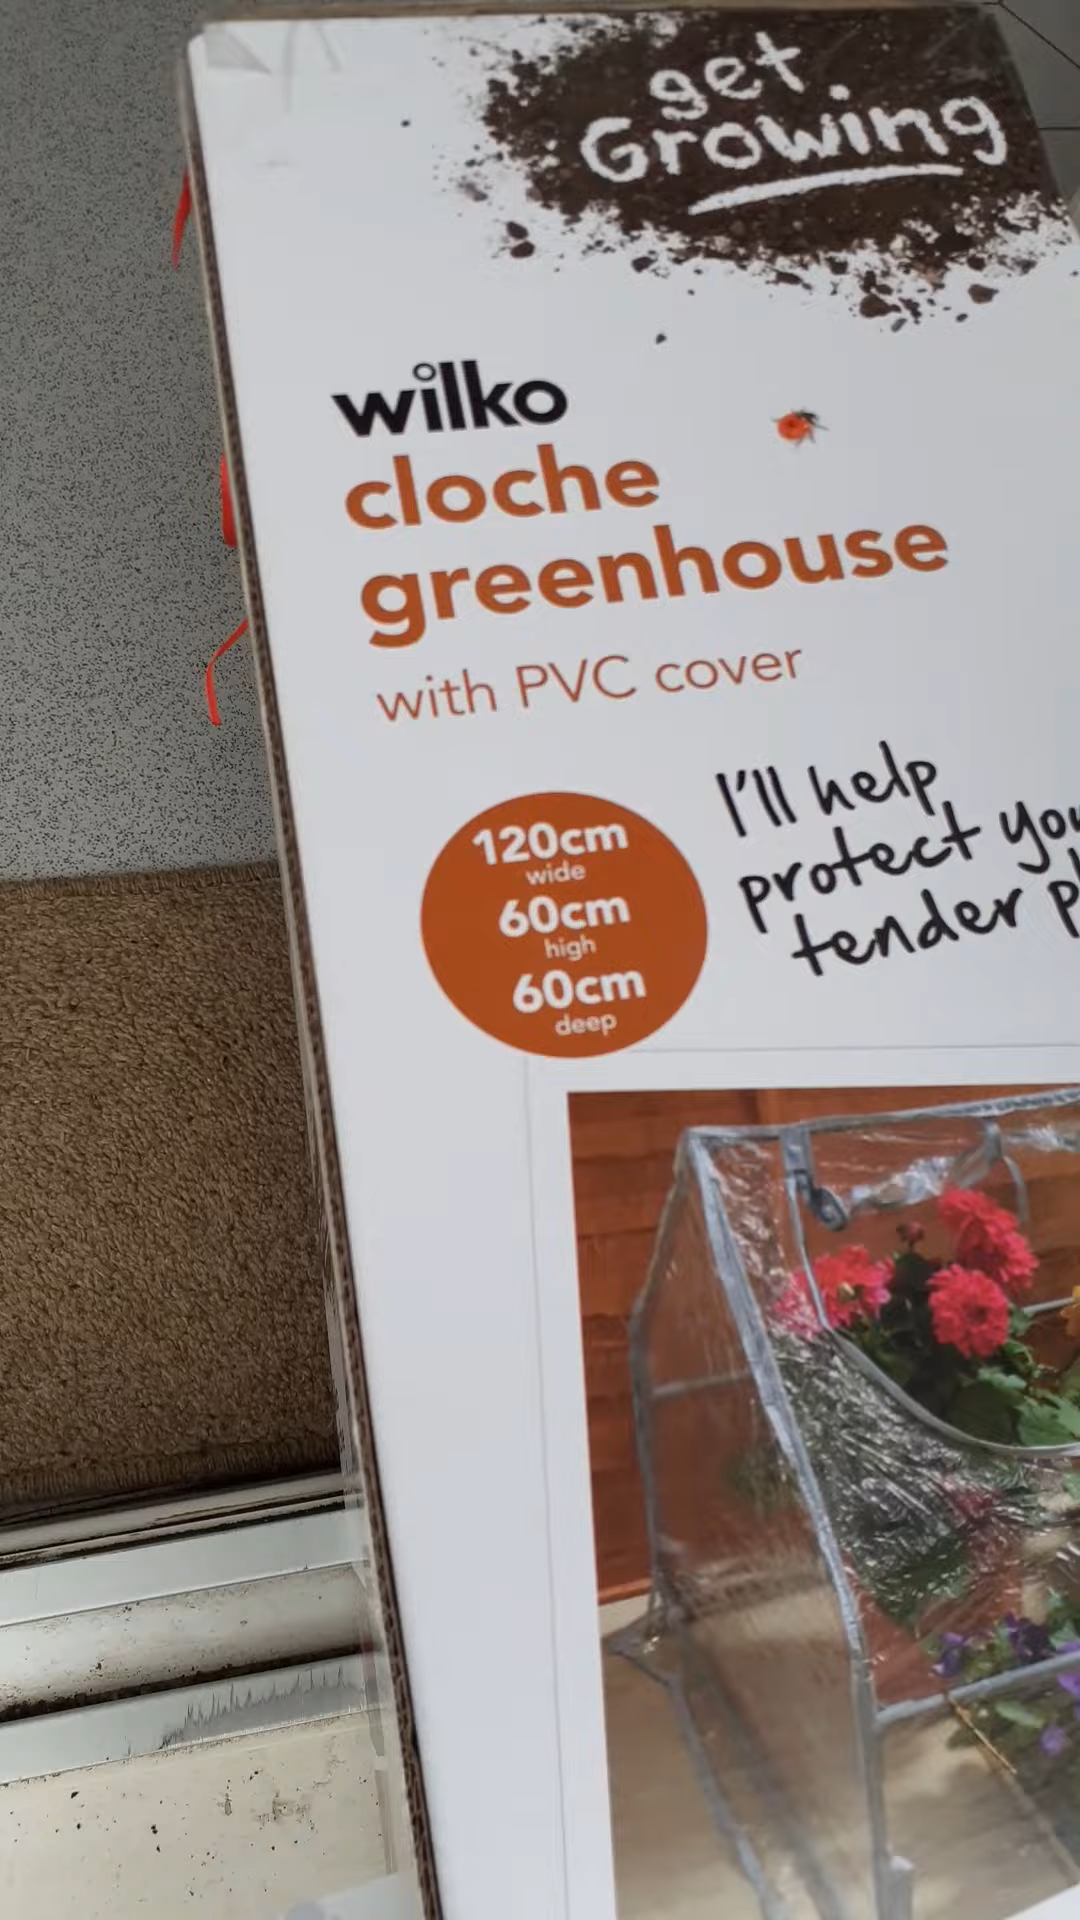 get
Growing
wilko
cloche
greenhouse
with PVC cover
120cm
wide
60cm
high
60cm
deep
I'll help
protect
tender